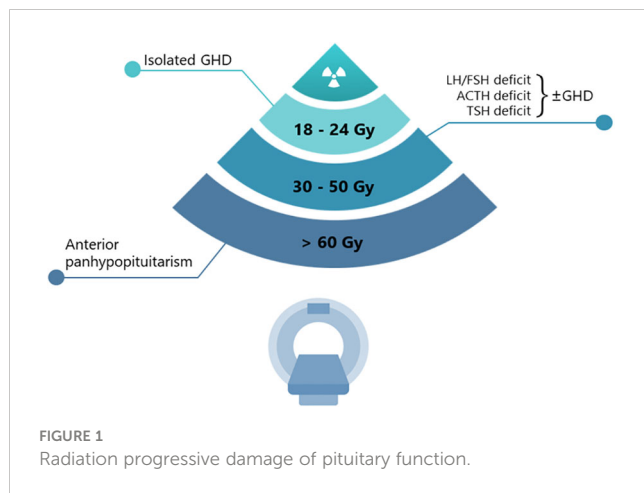 Isolated GHD
LH/FSH deficit
ACTH deficit
TSH deficit
±GHD
18 - 24 Gy
30 - 50 Gy
> 60 Gy
Anterior
panhypopituitarism
FIGURE 1
Radiation progressive damage of pituitary function.